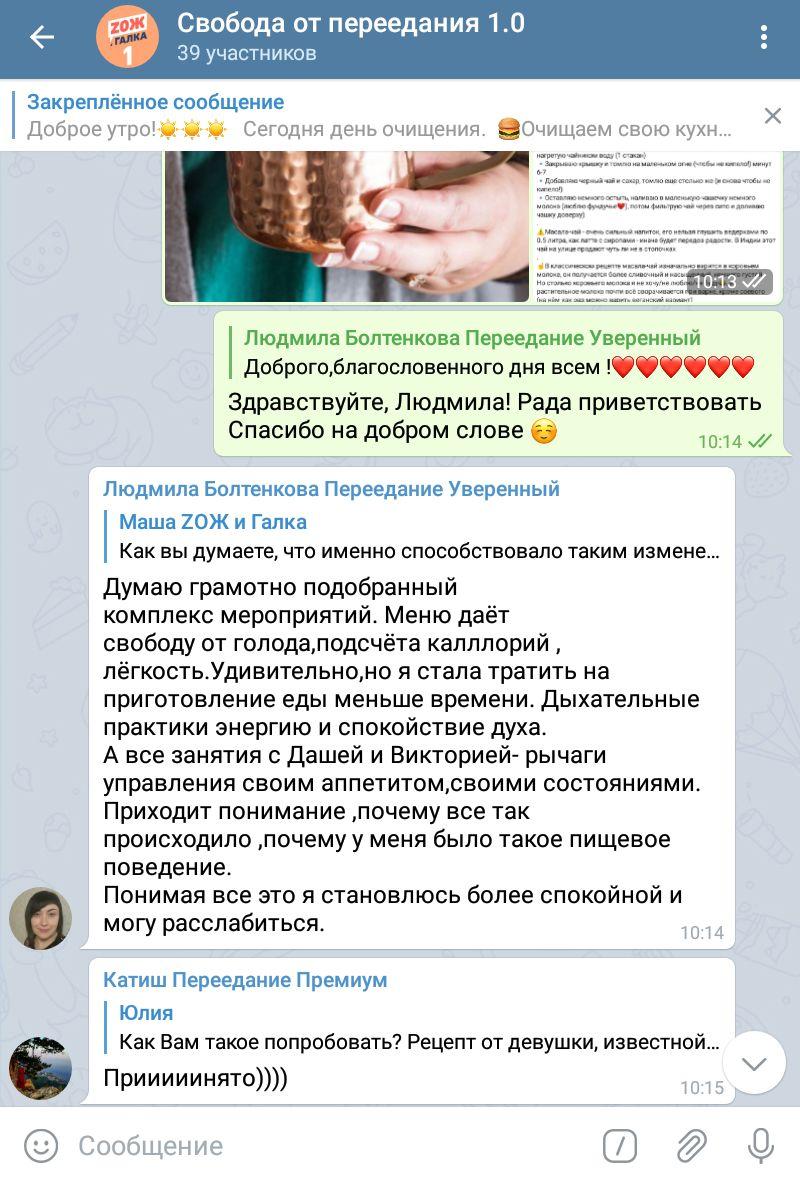 ZОЖ
и ГАЛКА
1
Свобода от переедания 1.0
39 участников
Закреплённое сообщение
Доброе утро!☀️☀️☀️ Сегодня день очищения. 🍔Очищаем свою кухн...
нагретую чайником воду (1 стакан)
• Закрываю крышку и томлю на маленьком огне (чтобы не кипело!) минут
6-7
• Добавляю черный чай и сахар, томлю еще столько же (и снова чтобы не
кипело!)
• Оставляю немного остыть, наливаю в маленькую чашечку немного
молока (люблю фундучье❤️), потом фильтрую чай через сито и доливаю
чашку доверху)
⚠️Масала-чай - очень сильный напиток, его нельзя глушить ведерками по
0.5 литра, как латте с сиропами - иначе будет передоз радости. В Индии этот
чай на улице продают чуть ли не в стопочках
☝️В классическом рецепте масала-чай изначально варится в коровьем
молоке, он получается более сливочный и
Но столько коровьего молока я не хочу/не люблю
растительное молоко почти всё сворачивается при варке, кроме соевого
(на нём как раз можно варить веганский вариант)
10:13
Людмила Болтенкова Переедание Уверенный
Доброго,благословенного дня всем !❤️❤️❤️❤️❤️❤️
Здравствуйте, Людмила! Рада приветствовать
Спасибо на добром слове ☺️
10:14
Людмила Болтенкова Переедание Уверенный
Маша ZОЖ и Галка
Как вы думаете, что именно способствовало таким измене...
Думаю грамотно подобранный
комплекс мероприятий. Меню даёт
свободу от голода,подсчёта калллорий ,
лёгкость.Удивительно,но я стала тратить на
приготовление еды меньше времени. Дыхательные
практики энергию и спокойствие духа.
А все занятия с Дашей и Викторией- рычаги
управления своим аппетитом,своими состояниями.
Приходит понимание ,почему все так
происходило ,почему у меня было такое пищевое
поведение.
Понимая все это я становлюсь более спокойной и
могу расслабиться.
10:14
Катиш Переедание Премиум
Юлия
Как Вам такое попробовать? Рецепт от девушки, известной...
Прииииинято))))
10:15
Сообщение